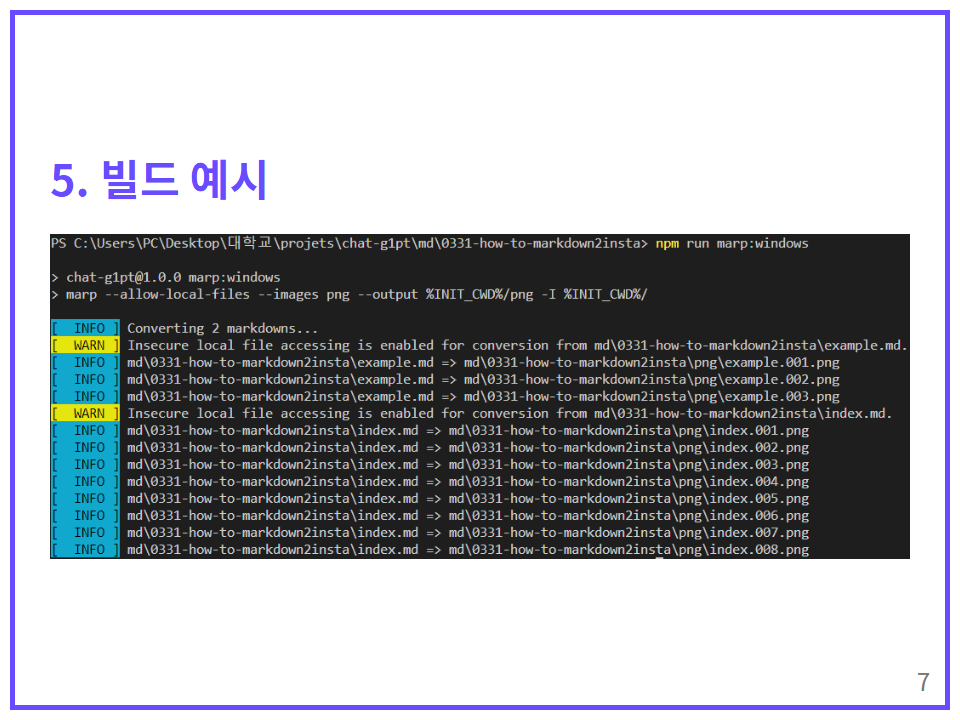 5. 빌드 예시
PS C:\Users\PC\Desktop\대학교\projets\chat-g1pt\md\0331-how-to-markdown2insta> npm run marp:windows
> chat-g1pt@1.0.0 marp:windows
> marp --allow-local-files --images png --output %INIT_CWD%/png -I %INIT_CWD%/
[  INFO ] Converting 2 markdowns...
[  WARN ] Insecure local file accessing is enabled for conversion from md\0331-how-to-markdown2insta\example.md.
[  INFO ] md\0331-how-to-markdown2insta\example.md => md\0331-how-to-markdown2insta\png\example.001.png
[  INFO ] md\0331-how-to-markdown2insta\example.md => md\0331-how-to-markdown2insta\png\example.002.png
[  INFO ] md\0331-how-to-markdown2insta\example.md => md\0331-how-to-markdown2insta\png\example.003.png
[  WARN ] Insecure local file accessing is enabled for conversion from md\0331-how-to-markdown2insta\index.md.
[  INFO ] md\0331-how-to-markdown2insta\index.md => md\0331-how-to-markdown2insta\png\index.001.png
[  INFO ] md\0331-how-to-markdown2insta\index.md => md\0331-how-to-markdown2insta\png\index.002.png
[  INFO ] md\0331-how-to-markdown2insta\index.md => md\0331-how-to-markdown2insta\png\index.003.png
[  INFO ] md\0331-how-to-markdown2insta\index.md => md\0331-how-to-markdown2insta\png\index.004.png
[  INFO ] md\0331-how-to-markdown2insta\index.md => md\0331-how-to-markdown2insta\png\index.005.png
[  INFO ] md\0331-how-to-markdown2insta\index.md => md\0331-how-to-markdown2insta\png\index.006.png
[  INFO ] md\0331-how-to-markdown2insta\index.md => md\0331-how-to-markdown2insta\png\index.007.png
[  INFO ] md\0331-how-to-markdown2insta\index.md => md\0331-how-to-markdown2insta\png\index.008.png
7